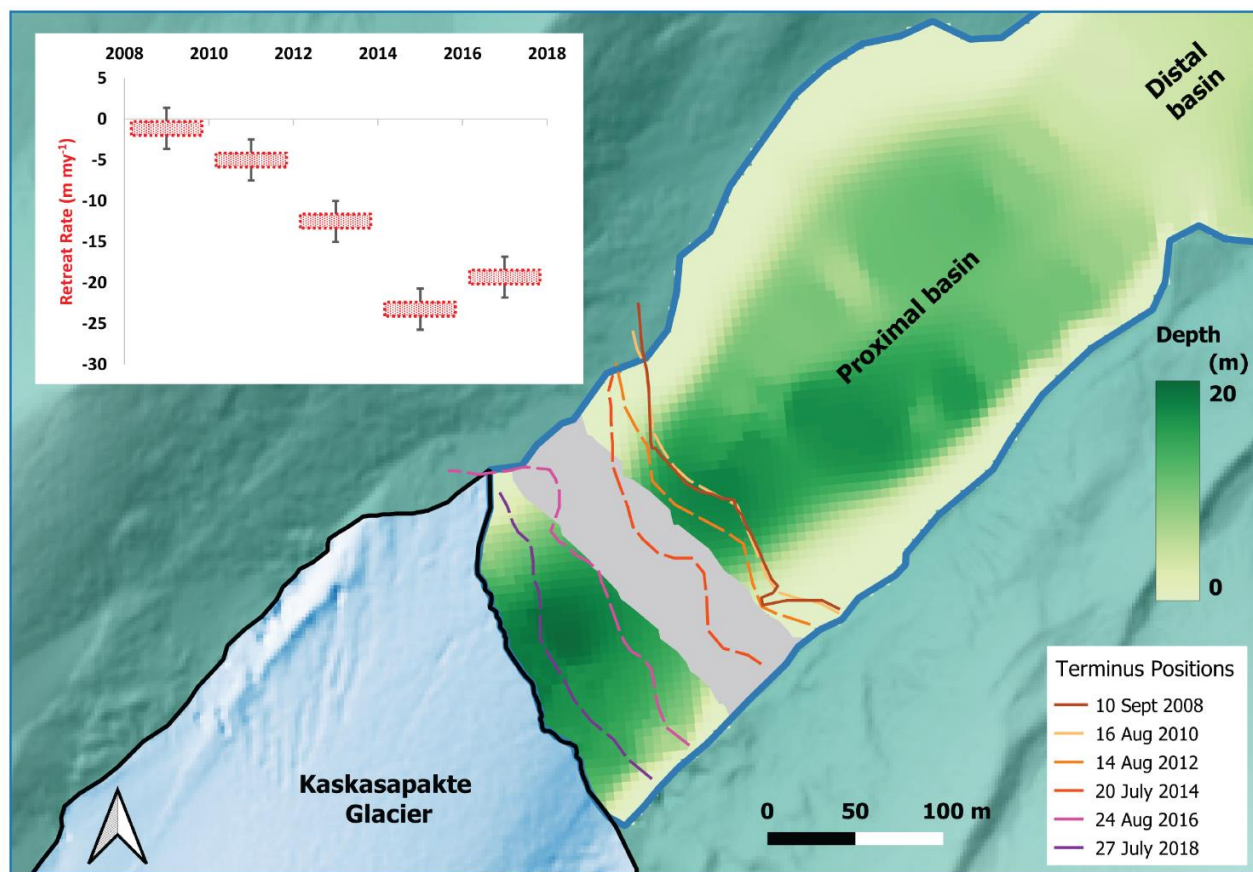 2008 2010 2012 2014 2016 2018
5
0
-5
-10
-15
-20
-25
-30
Retreat Rate (m my⁻¹)
Distal
basin
Proximal basin
Depth
(m)
20
0
Kaskasapakte
Glacier
0 50 100 m
Terminus Positions
10 Sept 2008
16 Aug 2010
14 Aug 2012
20 July 2014
24 Aug 2016
27 July 2018